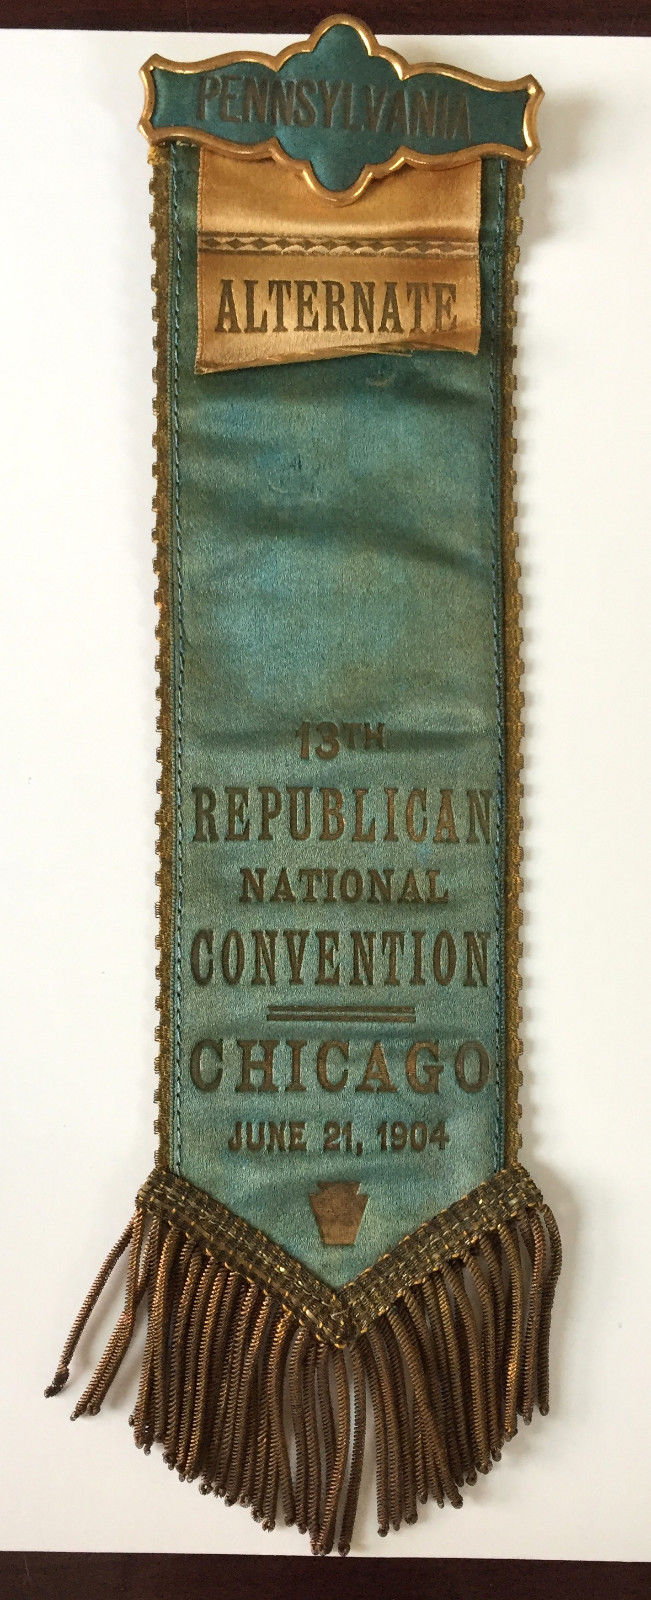 PENNSYLVANIA
ALTERNATE
13TH
REPUBLICAN
NATIONAL
CONVENTION
CHICAGO
JUNE 21, 1904